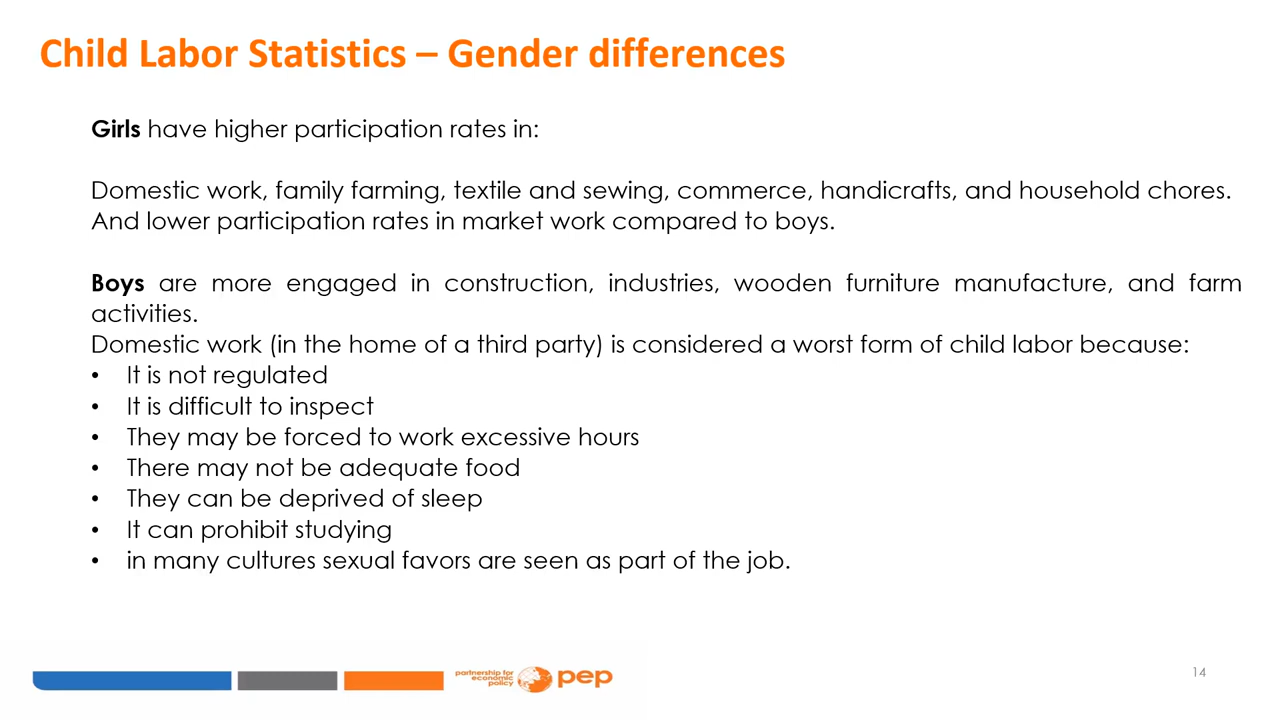 Child Labor Statistics – Gender differences
Girls have higher participation rates in:
Domestic work, family farming, textile and sewing, commerce, handicrafts, and household chores.
And lower participation rates in market work compared to boys.
Boys are more engaged in construction, industries, wooden furniture manufacture, and farm
activities.
Domestic work (in the home of a third party) is considered a worst form of child labor because:
• It is not regulated
• It is difficult to inspect
• They may be forced to work excessive hours
• There may not be adequate food
• They can be deprived of sleep
• It can prohibit studying
• in many cultures sexual favors are seen as part of the job.
partnership for
economic
policy
pep
14